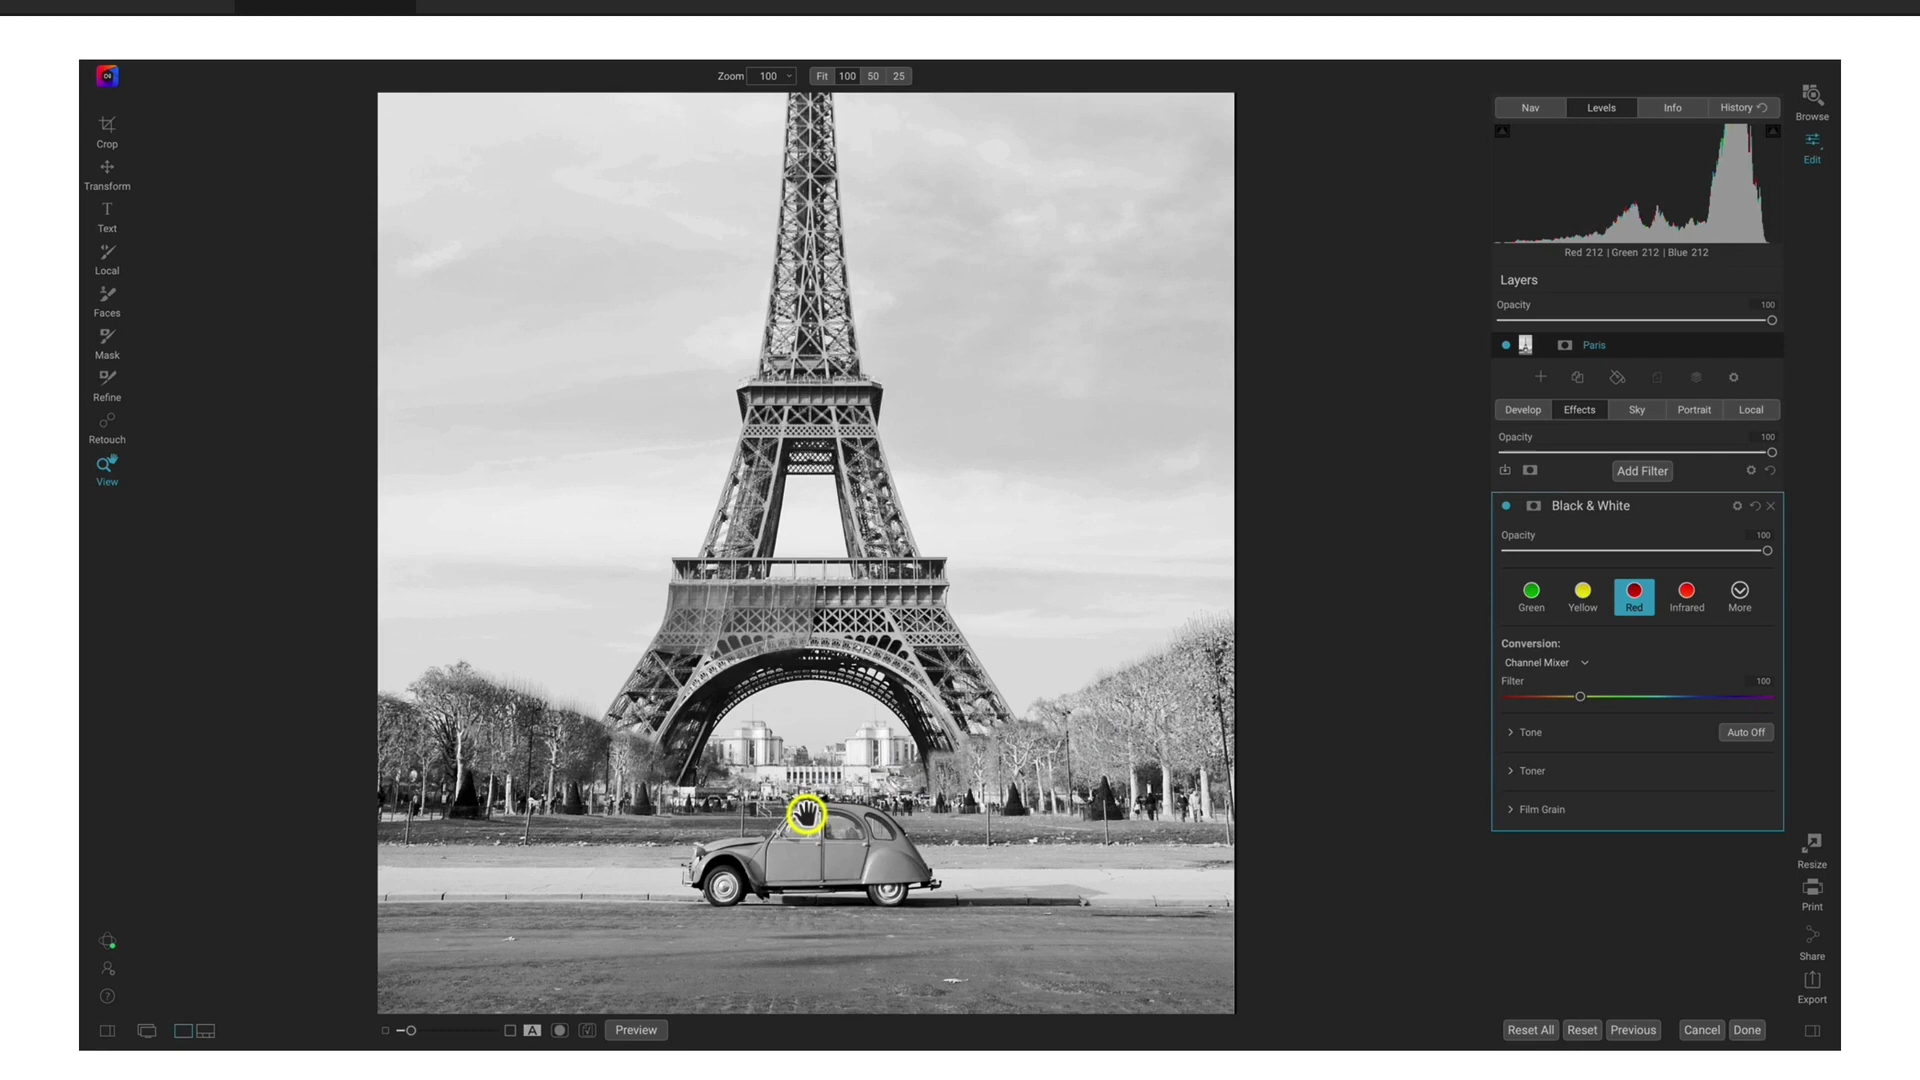 Zoom 100 Fit 100 50 25
Crop
Transform
Text
Local
Faces
Mask
Refine
Retouch
View
Nav Levels Info History
Red 212 | Green 212 | Blue 212
Layers
Opacity 100
Paris
Develop Effects Sky Portrait Local
Opacity 100
Add Filter
Black & White
Opacity 100
Green Yellow Red Infrared More
Conversion:
Channel Mixer
Filter 100
Tone Auto Off
Toner
Film Grain
Browse
Edit
Resize
Print
Share
Export
A Preview
Reset All Reset Previous Cancel Done